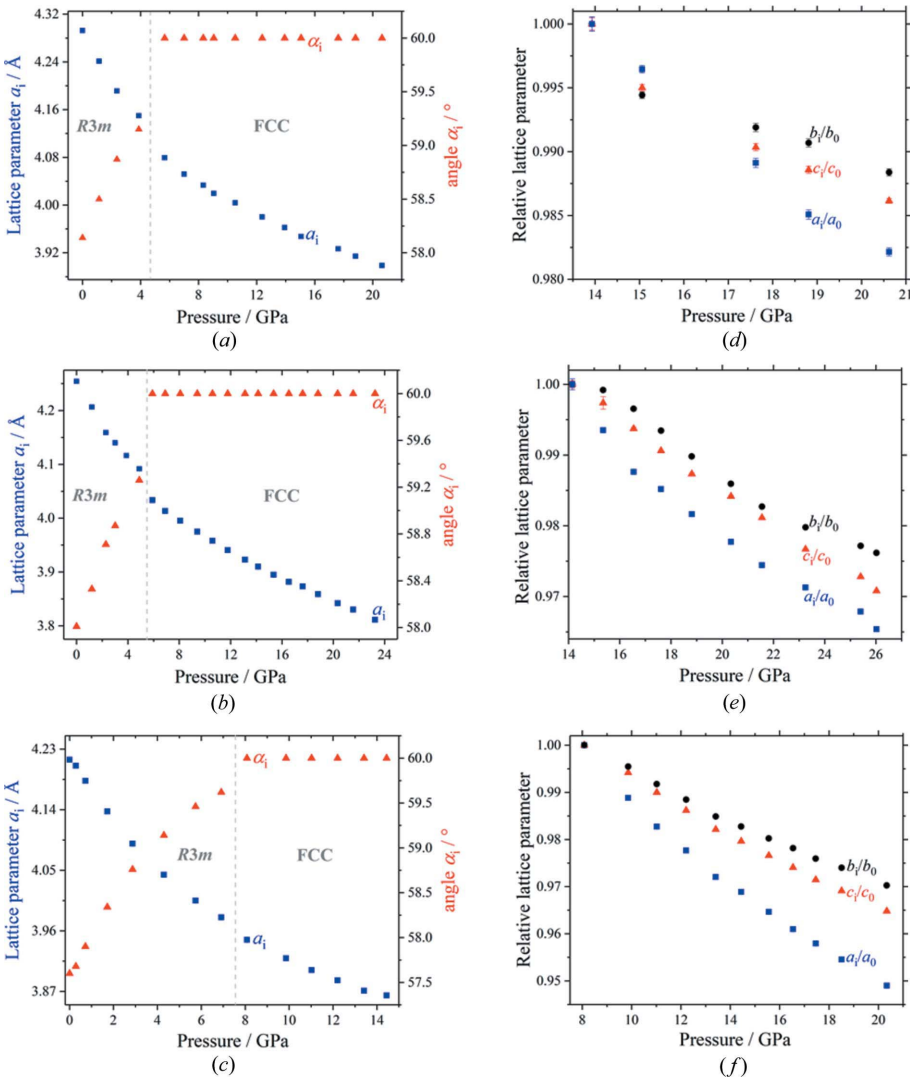 4.32
4.28
4.08
4.00
3.92
Lattice parameter ai / Å
R3m
αi
FCC
ai
60.0
59.5
59.0
58.5
58.0
angle αi / °
0 4 8 12 16 20
Pressure / GPa
(a)
1.000
0.995
0.990
0.985
0.980
Relative lattice parameter
bi/b0
ci/c0
ai/a0
14 15 16 17 18 19 20 21
Pressure / GPa
(d)
4.2
4.1
4.0
3.9
3.8
Lattice parameter ai / Å
R3m
FCC
αi
ai
60.0
59.6
59.2
58.8
58.4
58.0
angle αi / °
0 3 6 9 12 15 18 21 24
Pressure / GPa
(b)
1.00
0.99
0.98
0.97
Relative lattice parameter
bi/b0
ci/c0
ai/a0
14 16 18 20 22 24 26
Pressure / GPa
(e)
4.23
4.14
4.05
3.96
3.87
Lattice parameter ai / Å
αi
R3m
FCC
ai
60.0
59.5
59.0
58.5
58.0
57.5
angle αi / °
0 2 4 6 8 10 12 14
Pressure / GPa
(c)
1.00
0.99
0.98
0.97
0.96
0.95
Relative lattice parameter
bi/b0
ci/c0
ai/a0
8 10 12 14 16 18 20
Pressure / GPa
(f)